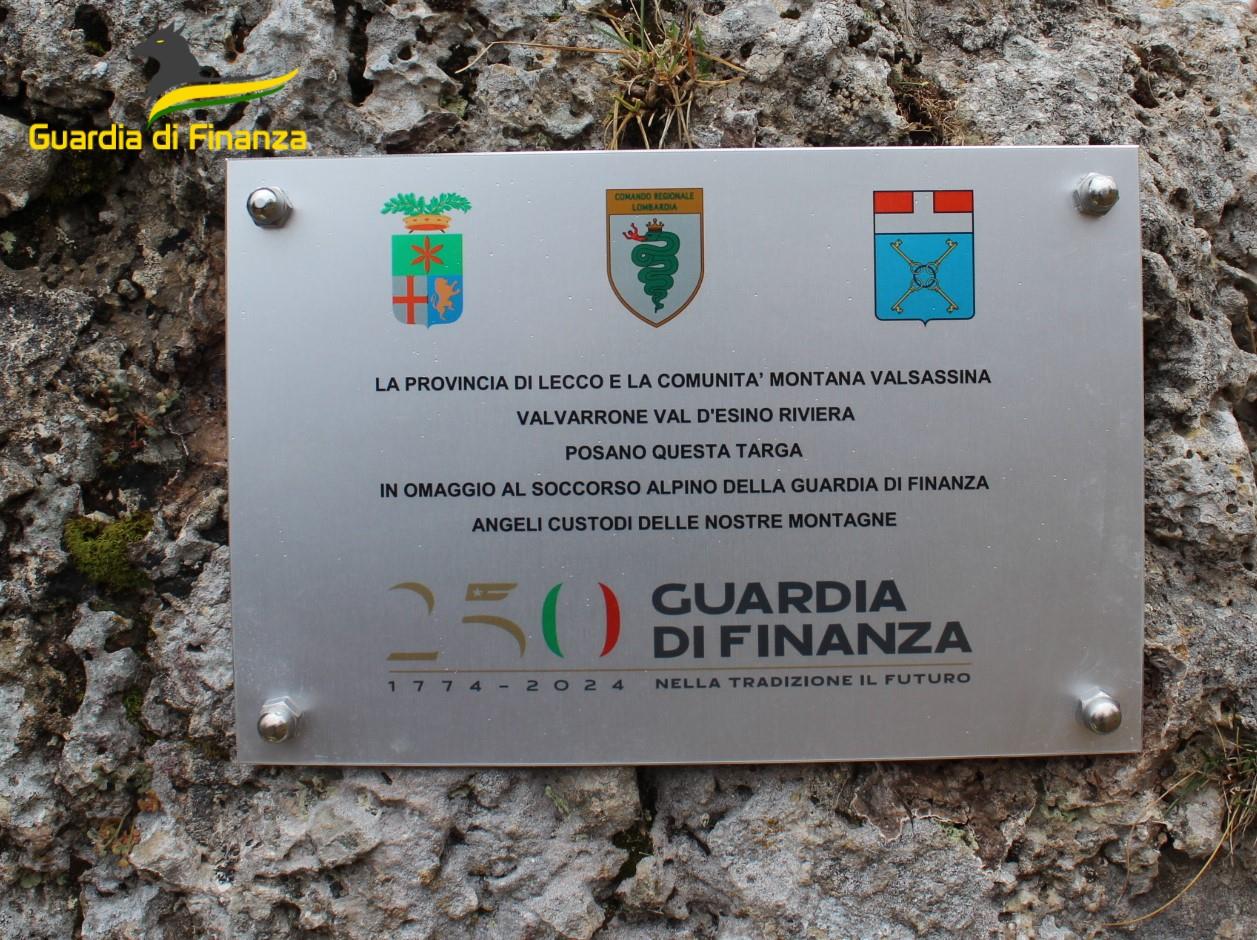 Guardia di Finanza
COMANDO REGIONALE
LOMBARDIA
LA PROVINCIA DI LECCO E LA COMUNITA' MONTANA VALSASSINA
VALVARRONE VAL D'ESINO RIVIERA
POSANO QUESTA TARGA
IN OMAGGIO AL SOCCORSO ALPINO DELLA GUARDIA DI FINANZA
ANGELI CUSTODI DELLE NOSTRE MONTAGNE
250 GUARDIA
DI FINANZA
1774-2024 NELLA TRADIZIONE IL FUTURO